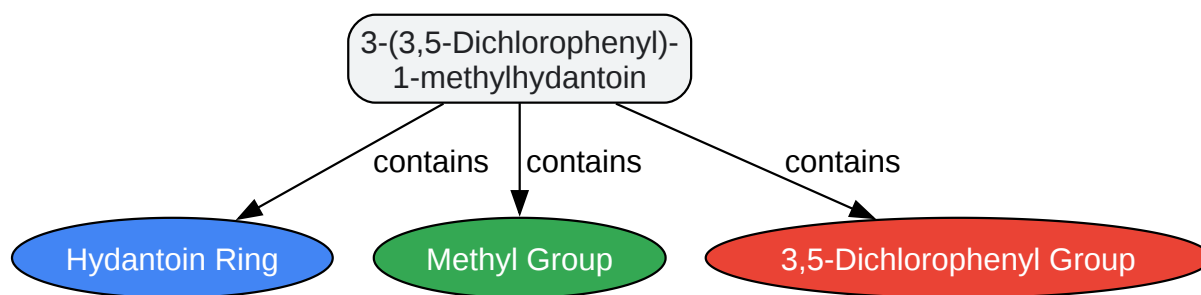 3-(3,5-Dichlorophenyl)-
1-methylhydantoin
contains
contains
contains
Hydantoin Ring
Methyl Group
3,5-Dichlorophenyl Group